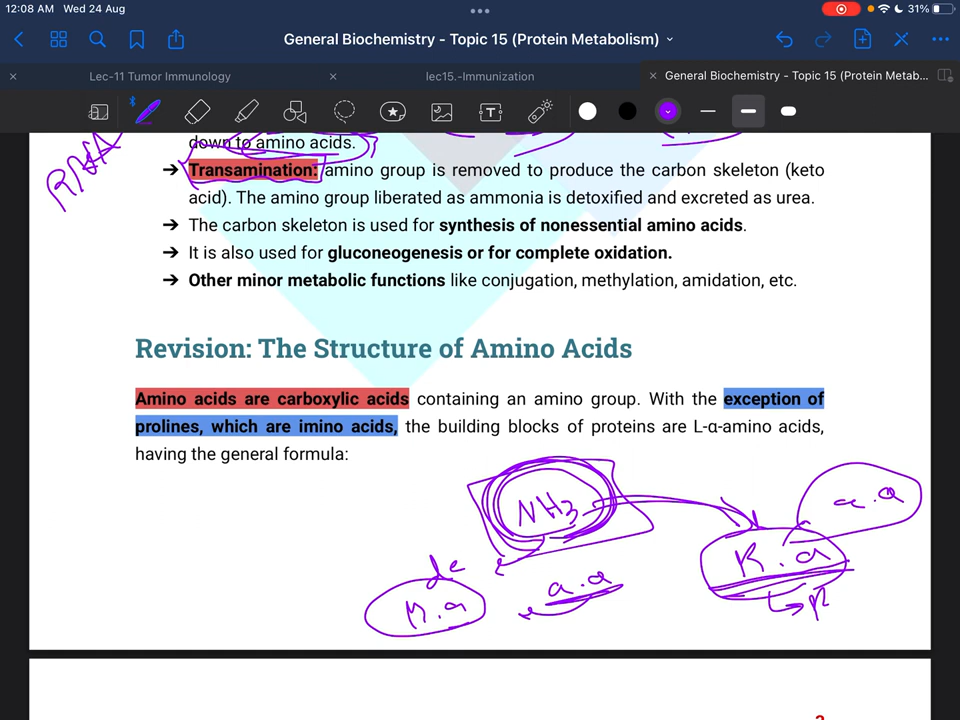 12:08 AM Wed 24 Aug
31%
General Biochemistry - Topic 15 (Protein Metabolism)
Lec-11 Tumor Immunology
lec15.-Immunization
General Biochemistry - Topic 15 (Protein Metab...
down to amino acids.
➔ Transamination: amino group is removed to produce the carbon skeleton (keto
acid). The amino group liberated as ammonia is detoxified and excreted as urea.
➔ The carbon skeleton is used for synthesis of nonessential amino acids.
➔ It is also used for gluconeogenesis or for complete oxidation.
➔ Other minor metabolic functions like conjugation, methylation, amidation, etc.
Revision: The Structure of Amino Acids
Amino acids are carboxylic acids containing an amino group. With the exception of
prolines, which are imino acids, the building blocks of proteins are L-α-amino acids,
having the general formula:
NH3
a.a
K.a
de
a.a